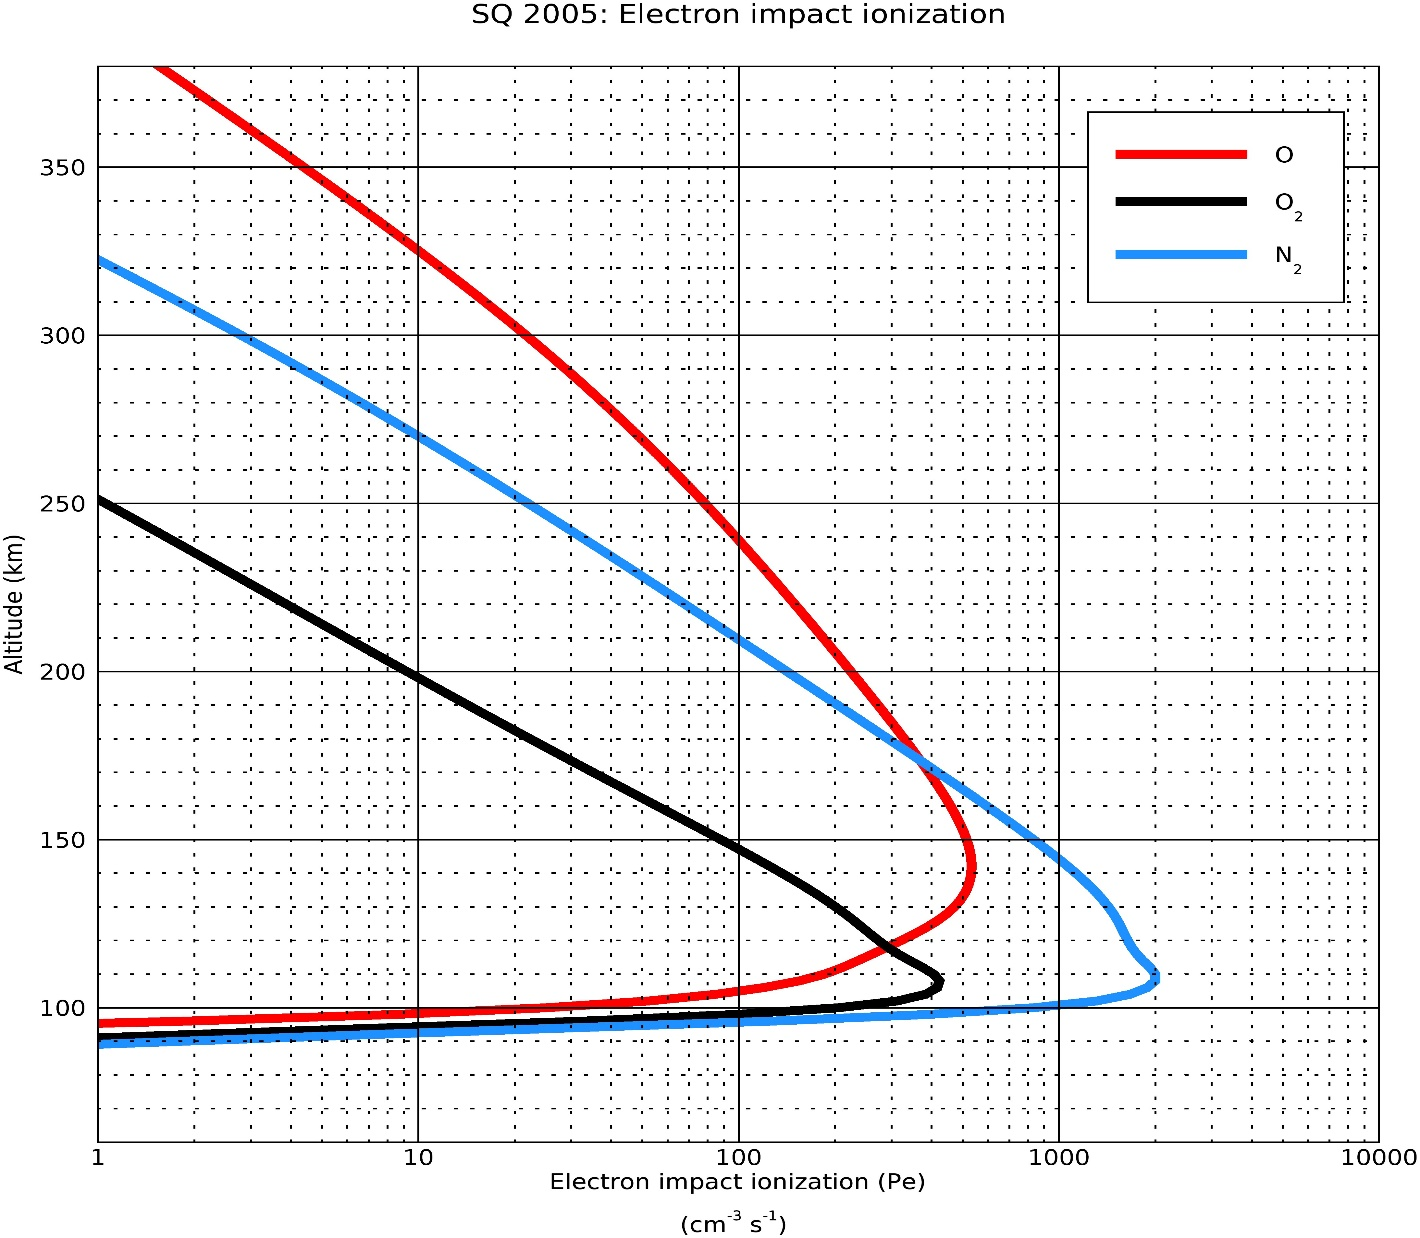 SQ 2005: Electron impact ionization
O
O₂
N₂
350
300
250
200
150
100
Altitude (km)
1 10 100 1000 10000
Electron impact ionization (Pe)
(cm⁻³ s⁻¹)